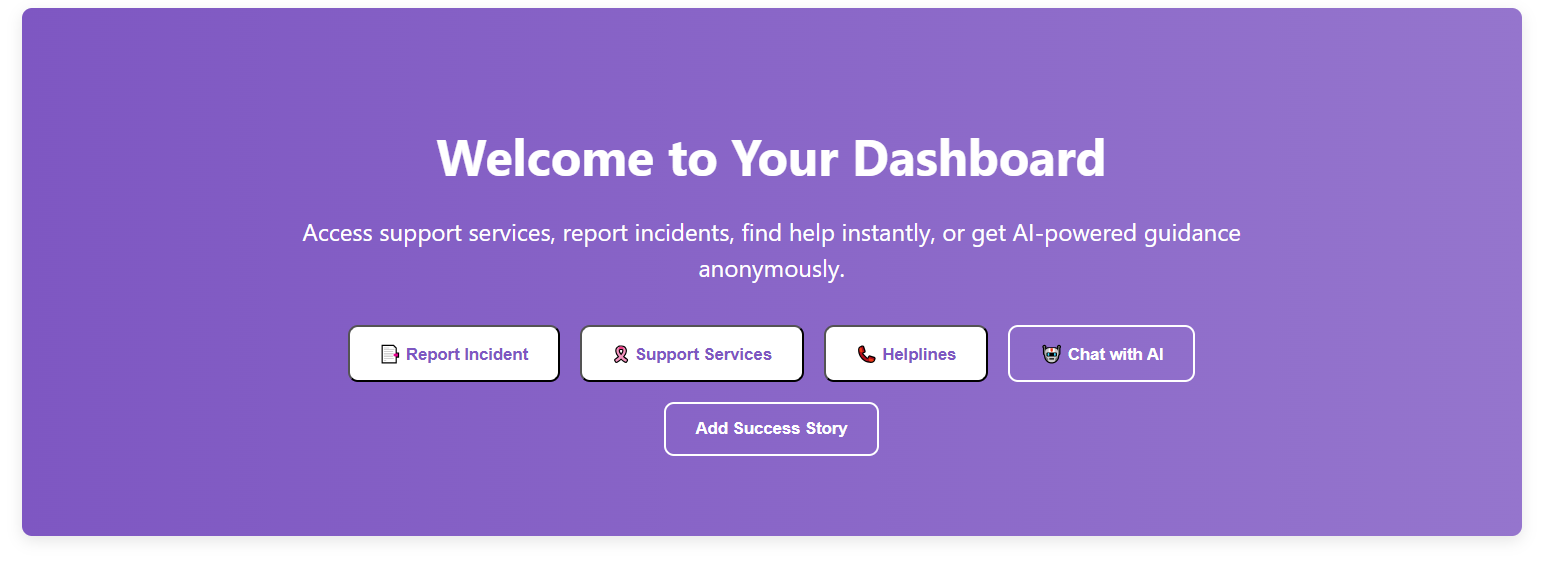 Welcome to Your Dashboard
Access support services, report incidents, find help instantly, or get AI-powered guidance
anonymously.
Report Incident
Support Services
Helplines
Chat with AI
Add Success Story